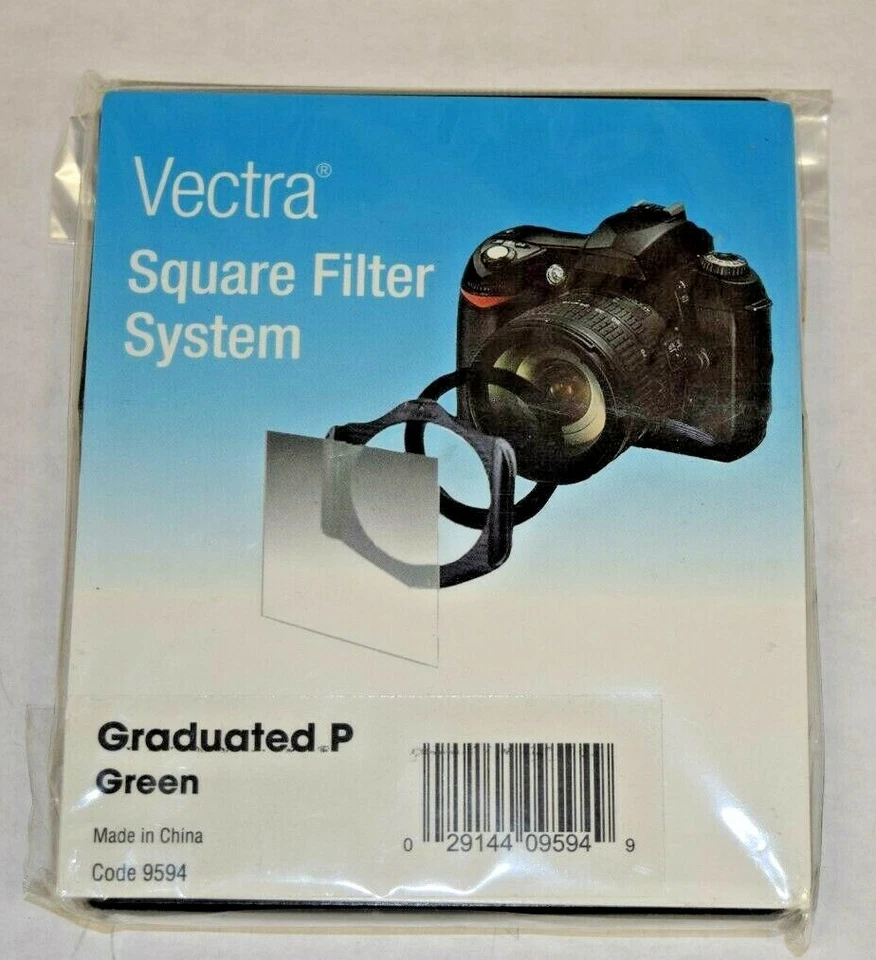 Vectra®
Square Filter
System
Graduated P
Green
Made in China
Code 9594
0 29144 09594 9